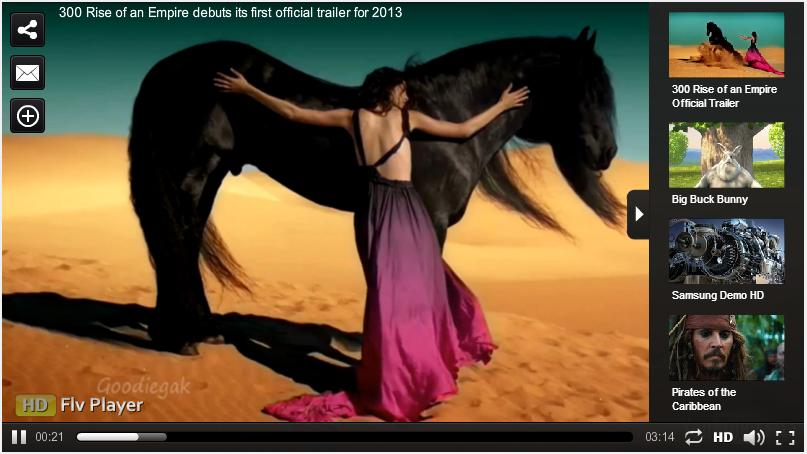 300 Rise of an Empire debuts its first official trailer for 2013
300 Rise of an Empire
Official Trailer
Big Buck Bunny
Samsung Demo HD
Pirates of the
Caribbean
Goodiegak
HD Flv Player
00:21
03:14
HD